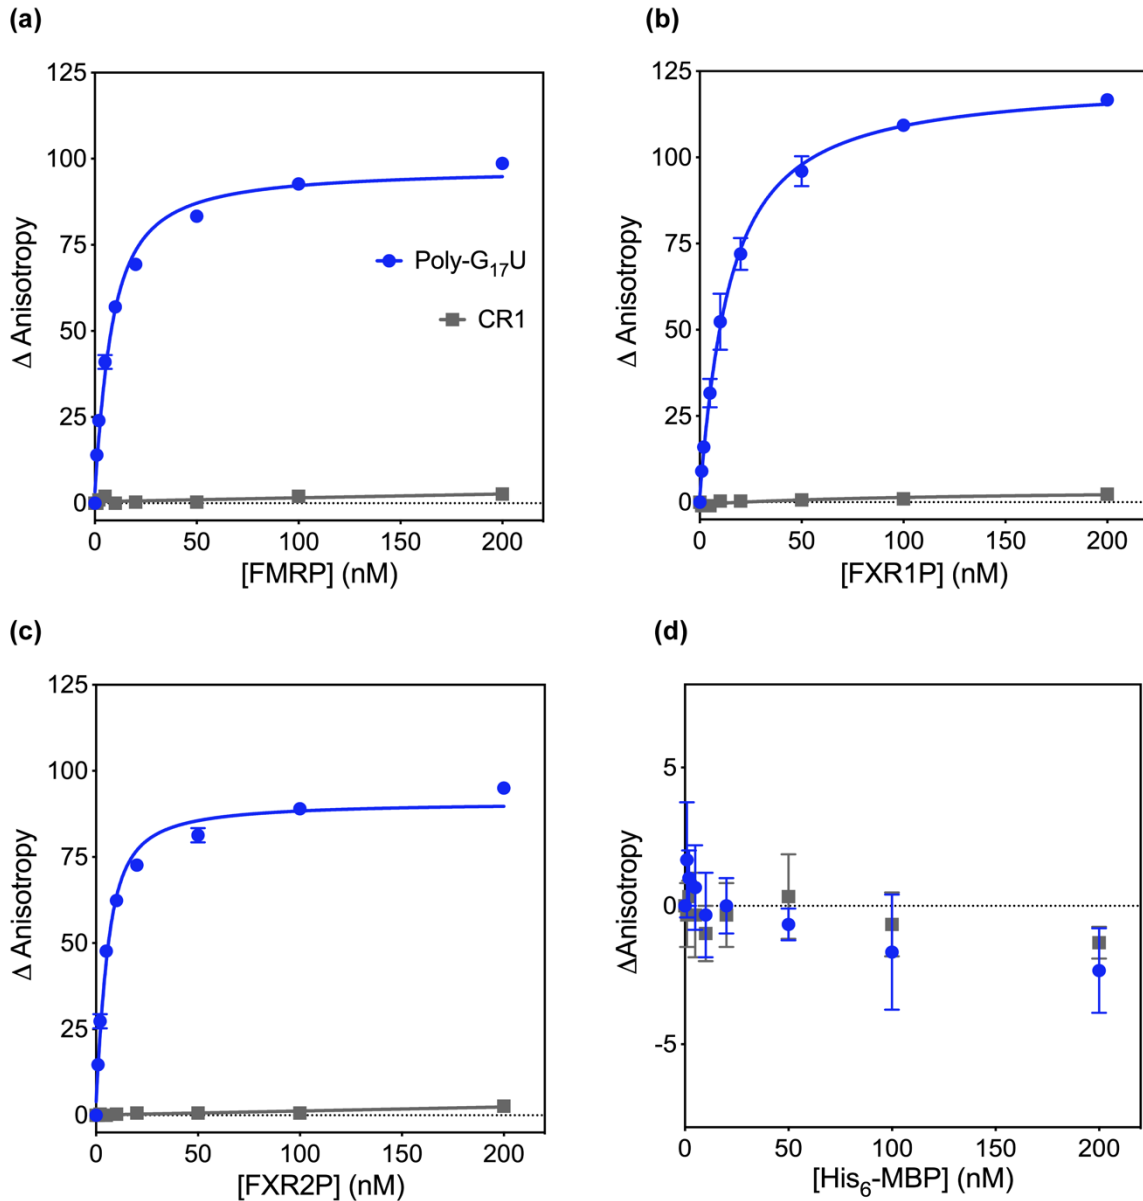 (a)
125
100
75
50
25
0
Δ Anisotropy
0 50 100 150 200
[FMRP] (nM)
Poly-G₁₇U
CR1
(b)
125
100
75
50
25
0
Δ Anisotropy
0 50 100 150 200
[FXR1P] (nM)
(c)
125
100
75
50
25
0
Δ Anisotropy
0 50 100 150 200
[FXR2P] (nM)
(d)
5
0
-5
ΔAnisotropy
0 50 100 150 200
[His₆-MBP] (nM)